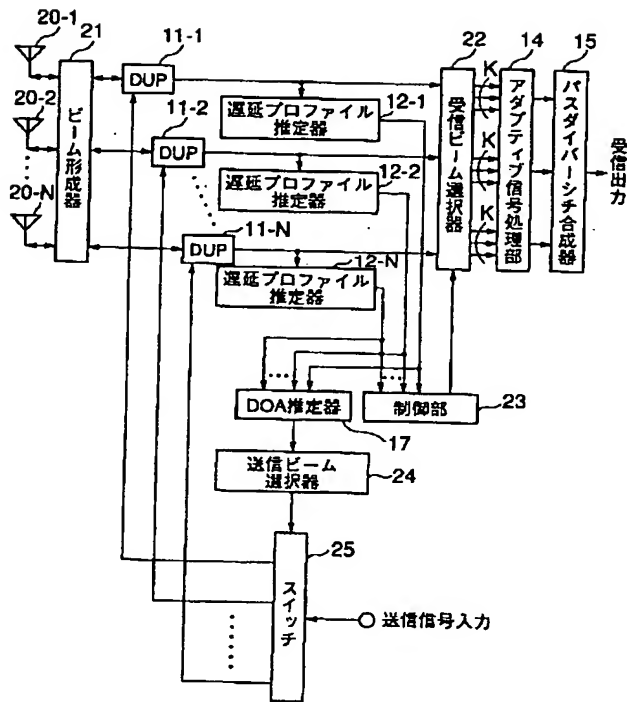 20-1
21
11-1
DUP
22
14
15
20-2
11-2
DUP
20-N
11-N
DUP
ビーム形成器
遅延プロファイル
推定器
12-1
遅延プロファイル
推定器
12-2
12-N
遅延プロファイル
推定器
受信ビーム選択器
K
K
K
アダプティブ信号処理部
パスダイバーシチ合成器
受信出力
DOA推定器
17
制御部
23
送信ビーム
選択器
24
25
スイッチ
送信信号入力